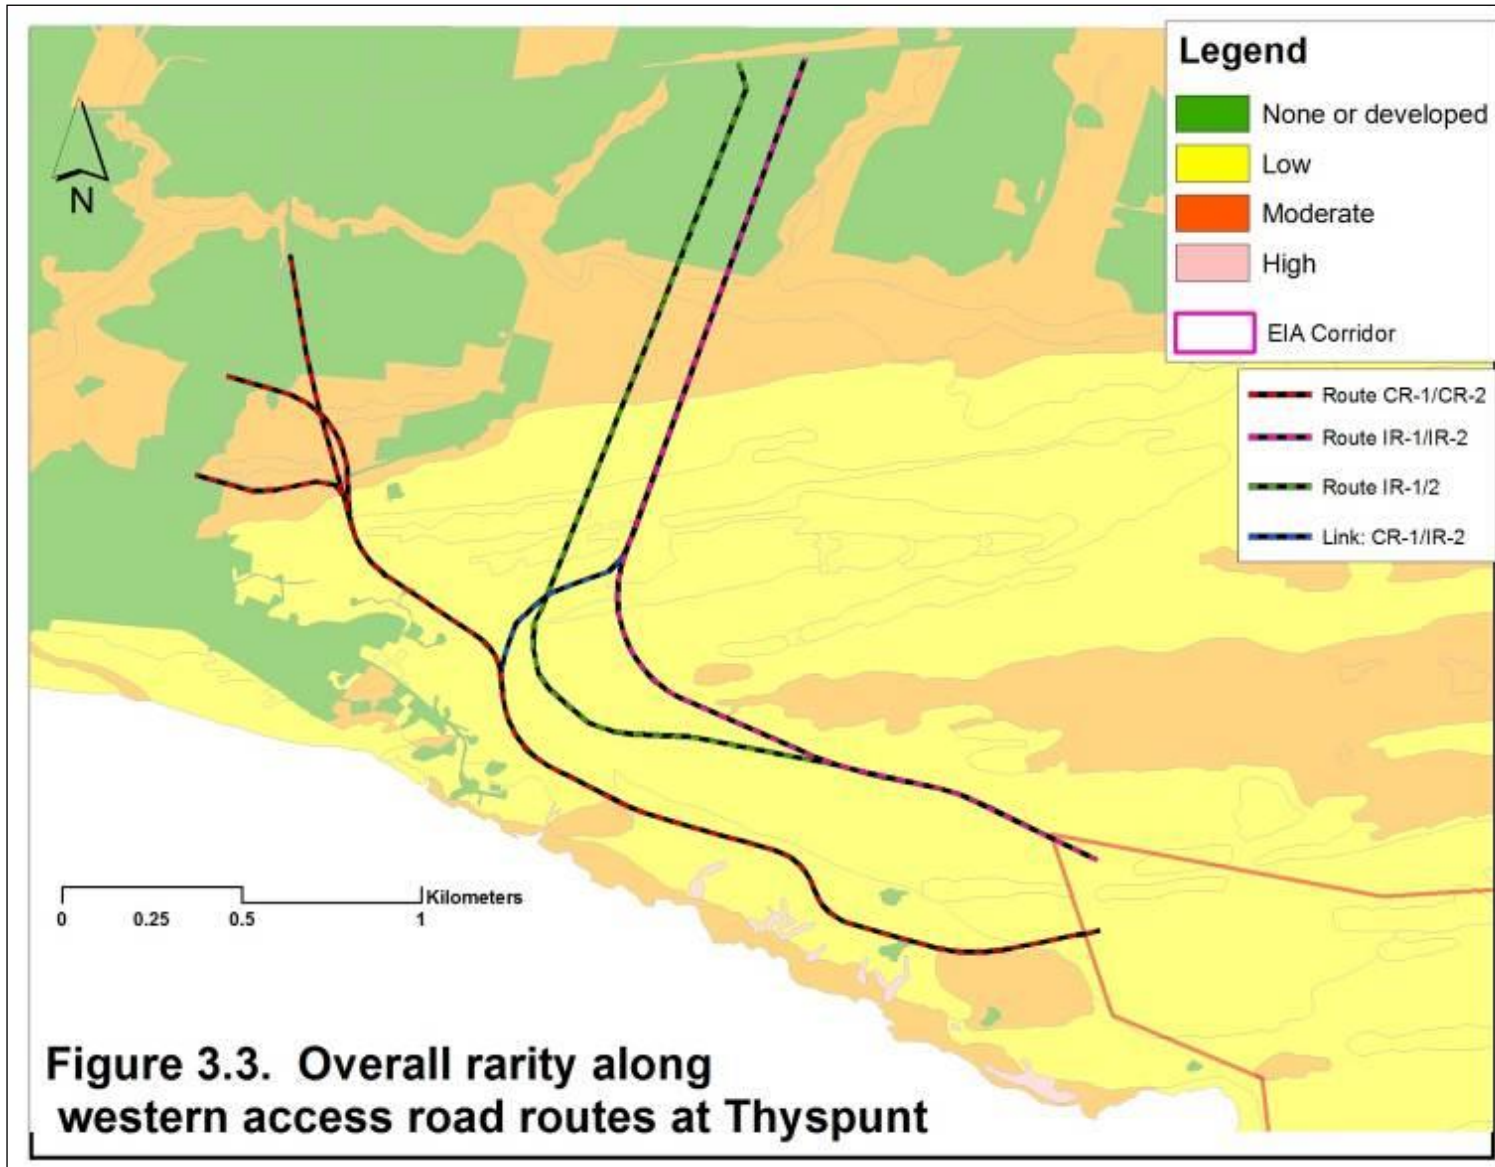 Legend
None or developed
Low
Moderate
High
EIA Corridor
Route CR-1/CR-2
Route IR-1/IR-2
Route IR-1/2
Link: CR-1/IR-2
N
Kilometers
0 0.25 0.5 1
Figure 3.3. Overall rarity along
western access road routes at Thyspunt